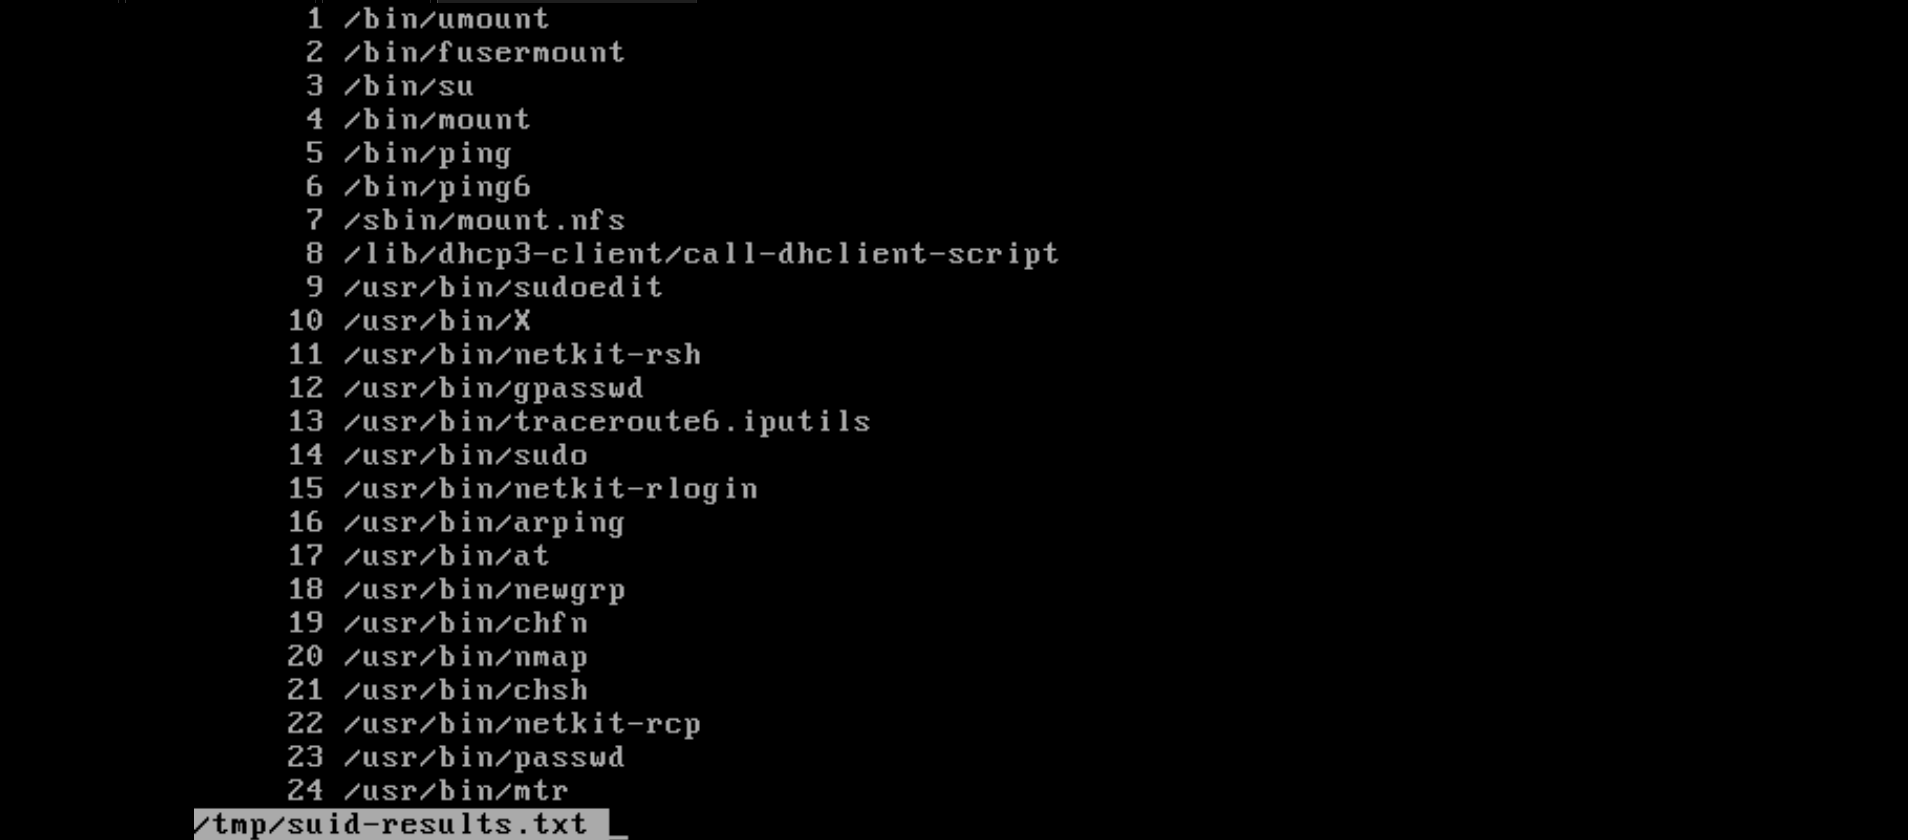 1 /bin/umount
2 /bin/fusermount
3 /bin/su
4 /bin/mount
5 /bin/ping
6 /bin/ping6
7 /sbin/mount.nfs
8 /lib/dhcp3-client/call-dhclient-script
9 /usr/bin/sudoedit
10 /usr/bin/X
11 /usr/bin/netkit-rsh
12 /usr/bin/gpasswd
13 /usr/bin/traceroute6.iputils
14 /usr/bin/sudo
15 /usr/bin/netkit-rlogin
16 /usr/bin/arping
17 /usr/bin/at
18 /usr/bin/newgrp
19 /usr/bin/chfn
20 /usr/bin/nmap
21 /usr/bin/chsh
22 /usr/bin/netkit-rcp
23 /usr/bin/passwd
24 /usr/bin/mtr
/tmp/suid-results.txt